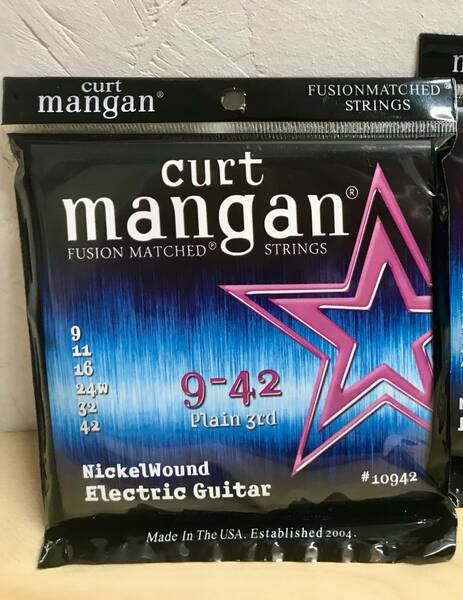 curt
mangan®
FUSIONMATCHED®
STRINGS
curt
mangan®
FUSION MATCHED® STRINGS
9
11
16
24W
32
42
9-42
Plain 3rd
NickelWound
Electric Guitar
#10942
Made In The USA. Established 2004.